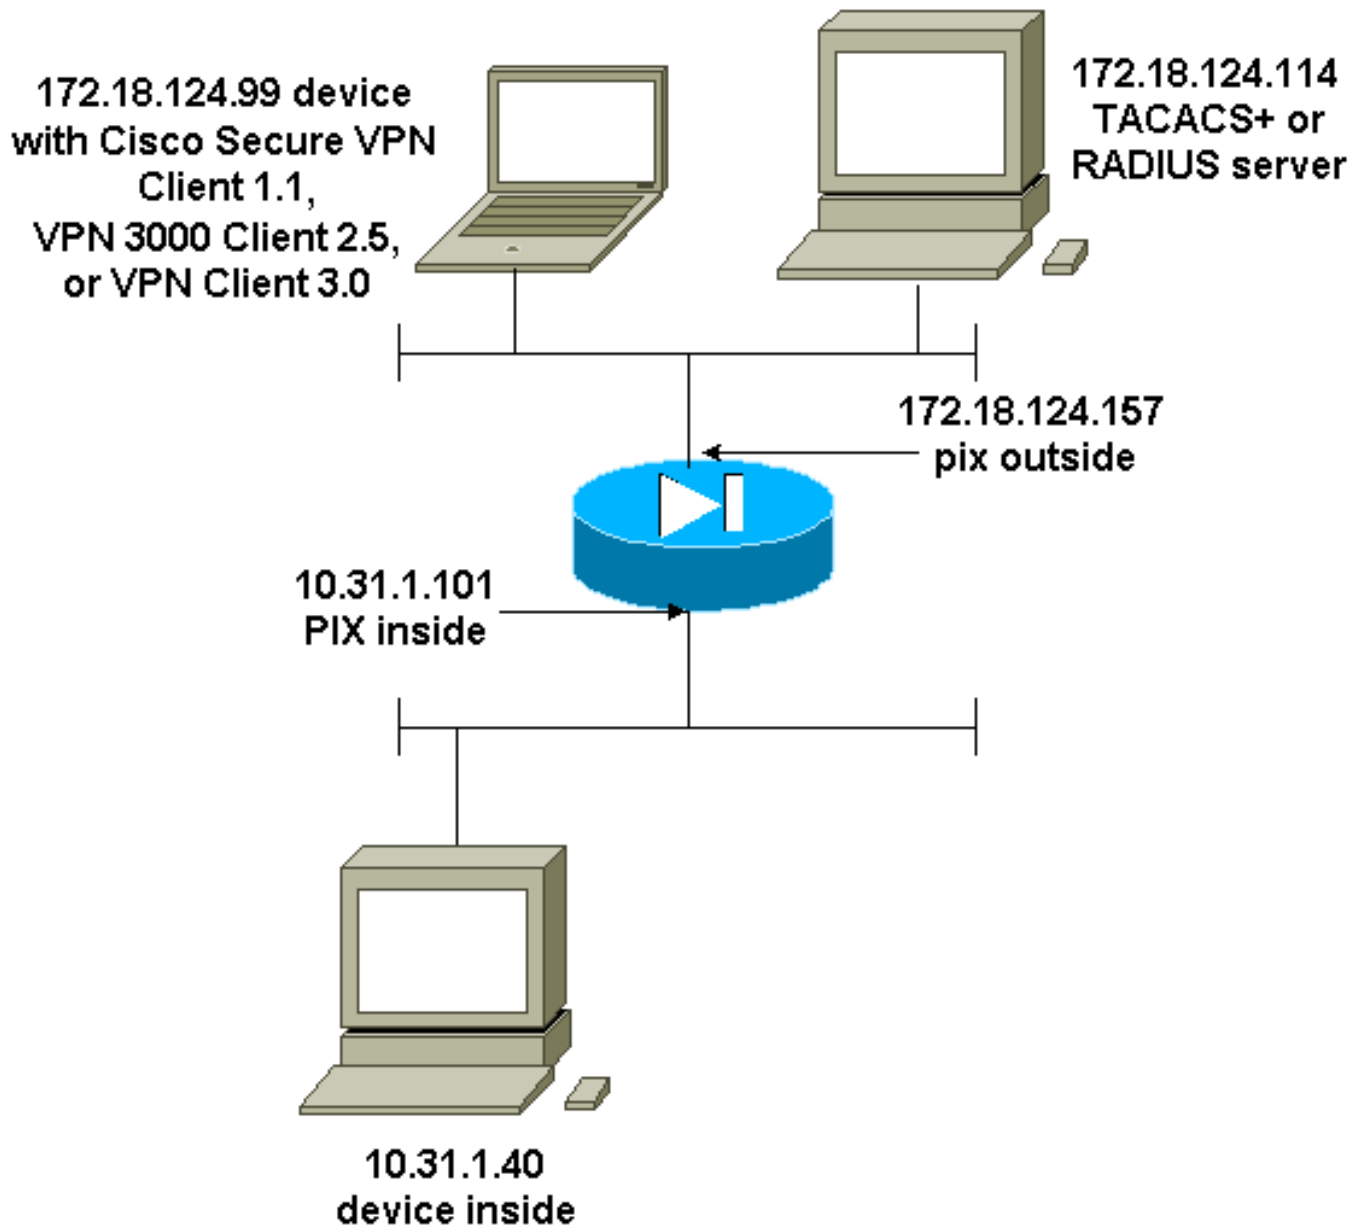 172.18.124.99 device
with Cisco Secure VPN
Client 1.1,
VPN 3000 Client 2.5,
or VPN Client 3.0
172.18.124.114
TACACS+ or
RADIUS server
172.18.124.157
pix outside
10.31.1.101
PIX inside
10.31.1.40
device inside